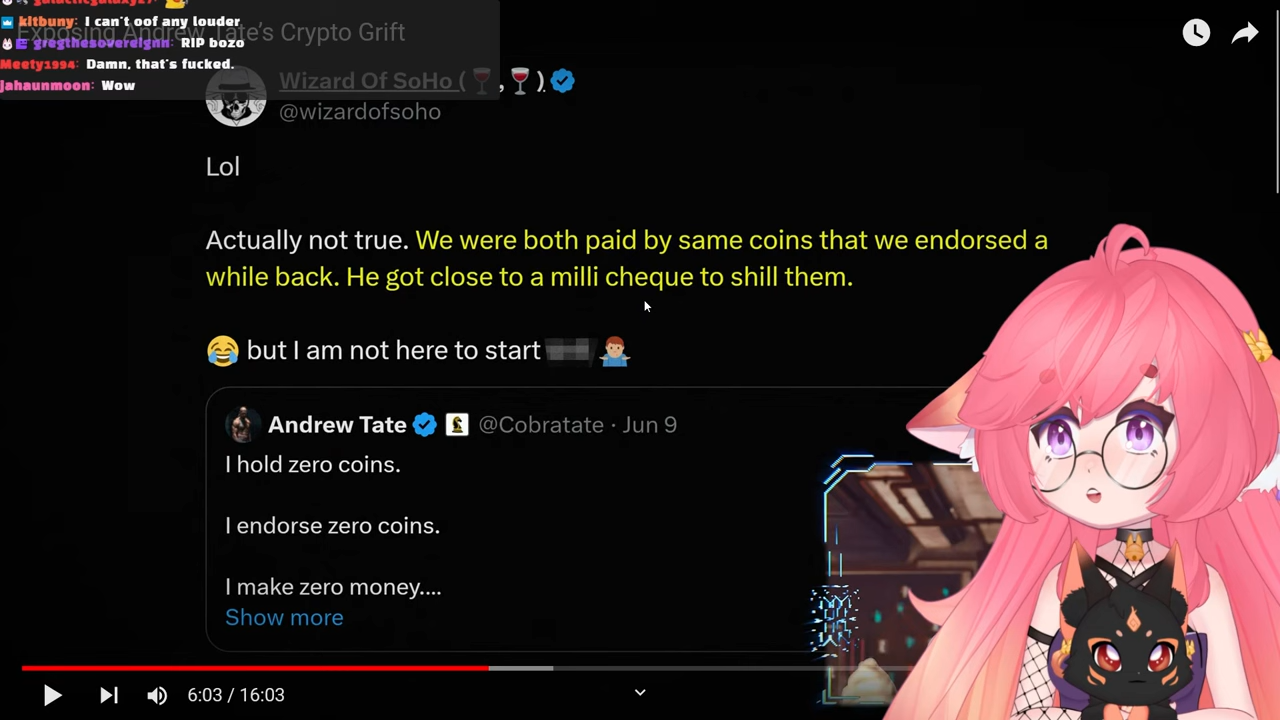 kitbuny: I can't oof any louder
Exposing Andrew Tate's Crypto Grift
gregthesovereignn: RIP bozo
Meety1994: Damn, that's fucked.
Jahaunmoon: Wow
Wizard Of SoHo (🍷,🍷)
@wizardofsoho
Lol
Actually not true. We were both paid by same coins that we endorsed a
while back. He got close to a milli cheque to shill them.
😂 but I am not here to start 🤷🏽‍♂️
Andrew Tate @Cobratate · Jun 9
I hold zero coins.
I endorse zero coins.
I make zero money....
Show more
6:03 / 16:03